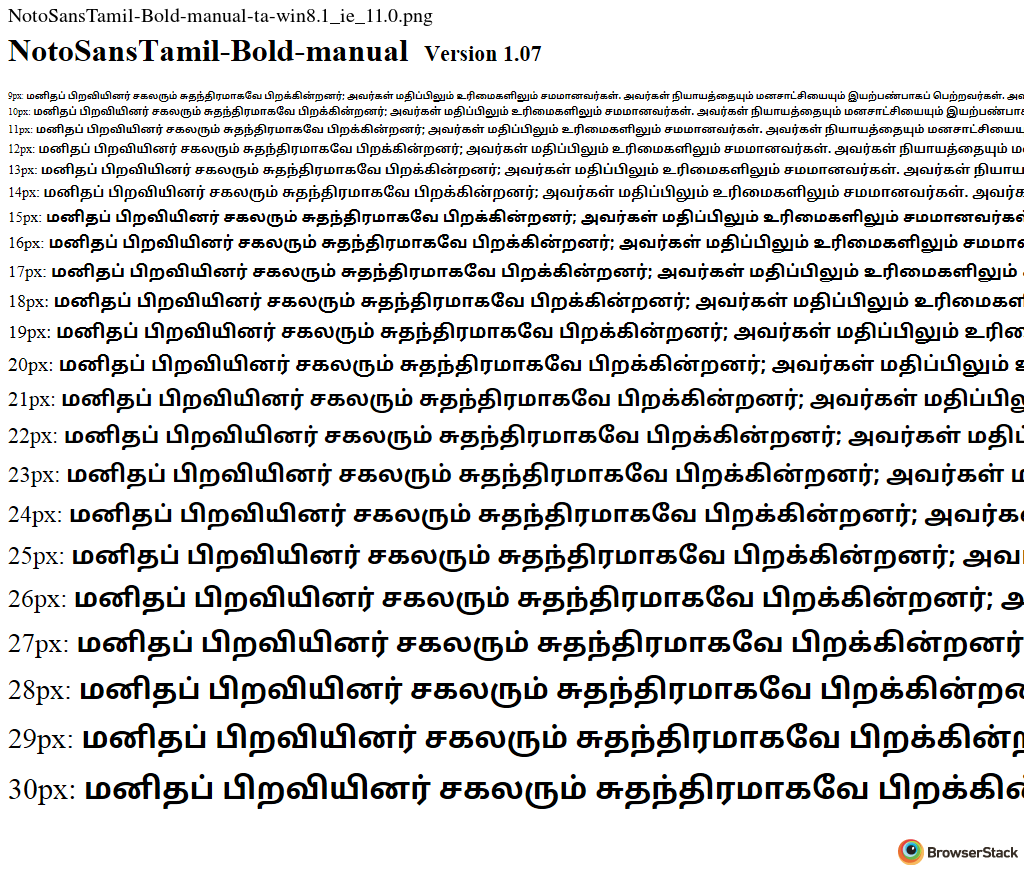 NotoSansTamil-Bold-manual-ta-win8.1_ie_11.0.png
NotoSansTamil-Bold-manual Version 1.07
9px: மனிதப் பிறவியினர் சகலரும் சுதந்திரமாகவே பிறக்கின்றனர்; அவர்கள் மதிப்பிலும் உரிமைகளிலும் சமமானவர்கள். அவர்கள் நியாயத்தையும் மனசாட்சியையும் இயற்பண்பாகப் பெற்றவர்கள்.
10px: மனிதப் பிறவியினர் சகலரும் சுதந்திரமாகவே பிறக்கின்றனர்; அவர்கள் மதிப்பிலும் உரிமைகளிலும் சமமானவர்கள். அவர்கள் நியாயத்தையும் மனசாட்சியையும்
11px: மனிதப் பிறவியினர் சகலரும் சுதந்திரமாகவே பிறக்கின்றனர்; அவர்கள் மதிப்பிலும் உரிமைகளிலும் சமமானவர்கள். அவர்கள் நியாயத்தையும்
12px: மனிதப் பிறவியினர் சகலரும் சுதந்திரமாகவே பிறக்கின்றனர்; அவர்கள் மதிப்பிலும் உரிமைகளிலும் சமமானவர்கள். அவர்கள் நியாயத்தையும்
13px: மனிதப் பிறவியினர் சகலரும் சுதந்திரமாகவே பிறக்கின்றனர்; அவர்கள் மதிப்பிலும் உரிமைகளிலும் சமமானவர்கள். அவர்கள்
14px: மனிதப் பிறவியினர் சகலரும் சுதந்திரமாகவே பிறக்கின்றனர்; அவர்கள் மதிப்பிலும் உரிமைகளிலும் சமமானவர்கள்.
15px: மனிதப் பிறவியினர் சகலரும் சுதந்திரமாகவே பிறக்கின்றனர்; அவர்கள் மதிப்பிலும் உரிமைகளிலும்
16px: மனிதப் பிறவியினர் சகலரும் சுதந்திரமாகவே பிறக்கின்றனர்; அவர்கள் மதிப்பிலும் உரிமைகளிலும்
17px: மனிதப் பிறவியினர் சகலரும் சுதந்திரமாகவே பிறக்கின்றனர்; அவர்கள் மதிப்பிலும் உரிமைகளிலும்
18px: மனிதப் பிறவியினர் சகலரும் சுதந்திரமாகவே பிறக்கின்றனர்; அவர்கள் மதிப்பிலும்
19px: மனிதப் பிறவியினர் சகலரும் சுதந்திரமாகவே பிறக்கின்றனர்; அவர்கள் மதிப்பிலும்
20px: மனிதப் பிறவியினர் சகலரும் சுதந்திரமாகவே பிறக்கின்றனர்; அவர்கள் மதிப்பிலும்
21px: மனிதப் பிறவியினர் சகலரும் சுதந்திரமாகவே பிறக்கின்றனர்; அவர்கள்
22px: மனிதப் பிறவியினர் சகலரும் சுதந்திரமாகவே பிறக்கின்றனர்; அவர்கள்
23px: மனிதப் பிறவியினர் சகலரும் சுதந்திரமாகவே பிறக்கின்றனர்; அவர்கள்
24px: மனிதப் பிறவியினர் சகலரும் சுதந்திரமாகவே பிறக்கின்றனர்;
25px: மனிதப் பிறவியினர் சகலரும் சுதந்திரமாகவே பிறக்கின்றனர்;
26px: மனிதப் பிறவியினர் சகலரும் சுதந்திரமாகவே பிறக்கின்றனர்;
27px: மனிதப் பிறவியினர் சகலரும் சுதந்திரமாகவே பிறக்கின்றனர்
28px: மனிதப் பிறவியினர் சகலரும் சுதந்திரமாகவே
29px: மனிதப் பிறவியினர் சகலரும் சுதந்திரமாகவே
30px: மனிதப் பிறவியினர் சகலரும் சுதந்திரமாகவே
BrowserStack